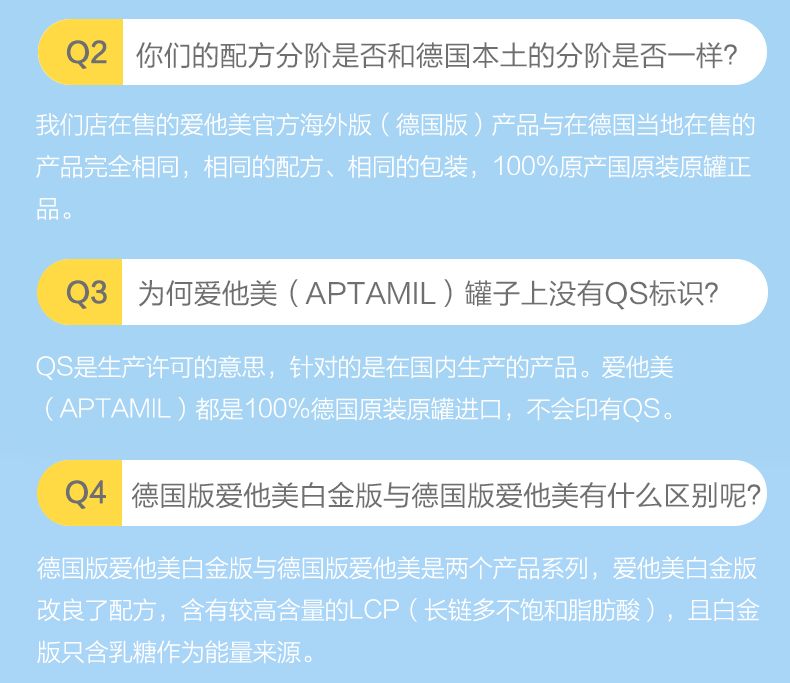 Q2 你们的配方分阶是否和德国本土的分阶是否一样?
我们店在售的爱他美官方海外版（德国版）产品与在德国当地在售的
产品完全相同，相同的配方、相同的包装，100%原产国原装原罐正
品。
Q3 为何爱他美（APTAMIL）罐子上没有QS标识?
QS是生产许可的意思，针对的是在国内生产的产品。爱他美
（APTAMIL）都是100%德国原装原罐进口，不会印有QS。
Q4 德国版爱他美白金版与德国版爱他美有什么区别呢?
德国版爱他美白金版与德国版爱他美是两个产品系列，爱他美白金版
改良了配方，含有较高含量的LCP（长链多不饱和脂肪酸），且白金
版只含乳糖作为能量来源。